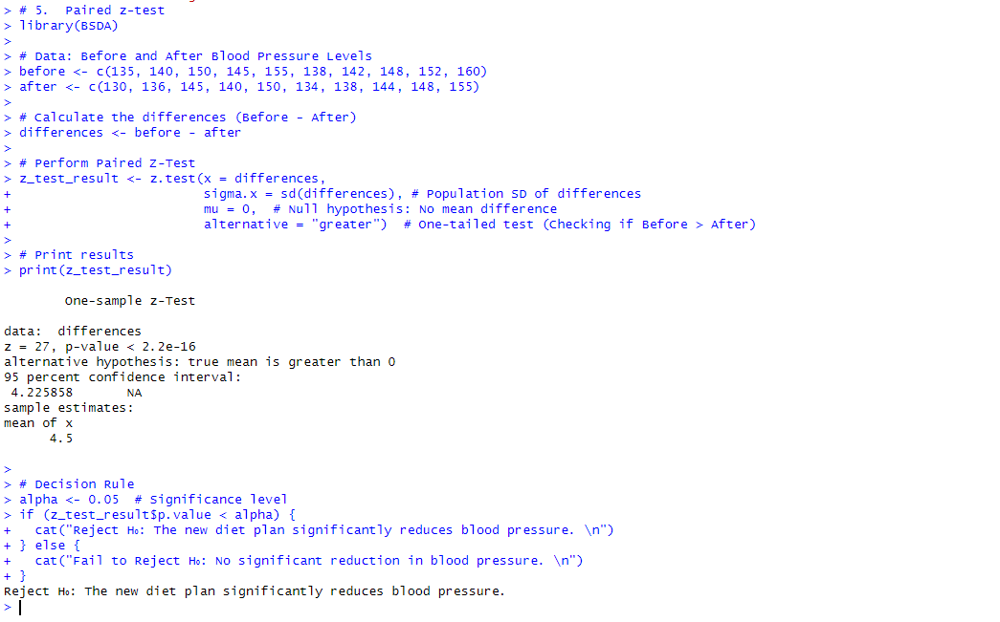 > # 5.  Paired z-test
> library(BSDA)
>
> # Data: Before and After Blood Pressure Levels
> before <- c(135, 140, 150, 145, 155, 138, 142, 148, 152, 160)
> after <- c(130, 136, 145, 140, 150, 134, 138, 144, 148, 155)
>
> # Calculate the differences (Before - After)
> differences <- before - after
>
> # Perform Paired Z-Test
> z_test_result <- z.test(x = differences,
+                         sigma.x = sd(differences), # Population SD of differences
+                         mu = 0,  # Null hypothesis: No mean difference
+                         alternative = "greater")  # One-tailed test (Checking if Before > After)
>
> # Print results
> print(z_test_result)

        One-sample z-Test

data:  differences
z = 27, p-value < 2.2e-16
alternative hypothesis: true mean is greater than 0
95 percent confidence interval:
 4.225858       NA
sample estimates:
mean of x
      4.5

>
> # Decision Rule
> alpha <- 0.05  # Significance level
> if (z_test_result$p.value < alpha) {
+   cat("Reject H₀: The new diet plan significantly reduces blood pressure. \n")
+ } else {
+   cat("Fail to Reject H₀: No significant reduction in blood pressure. \n")
+ }
Reject H₀: The new diet plan significantly reduces blood pressure.
>